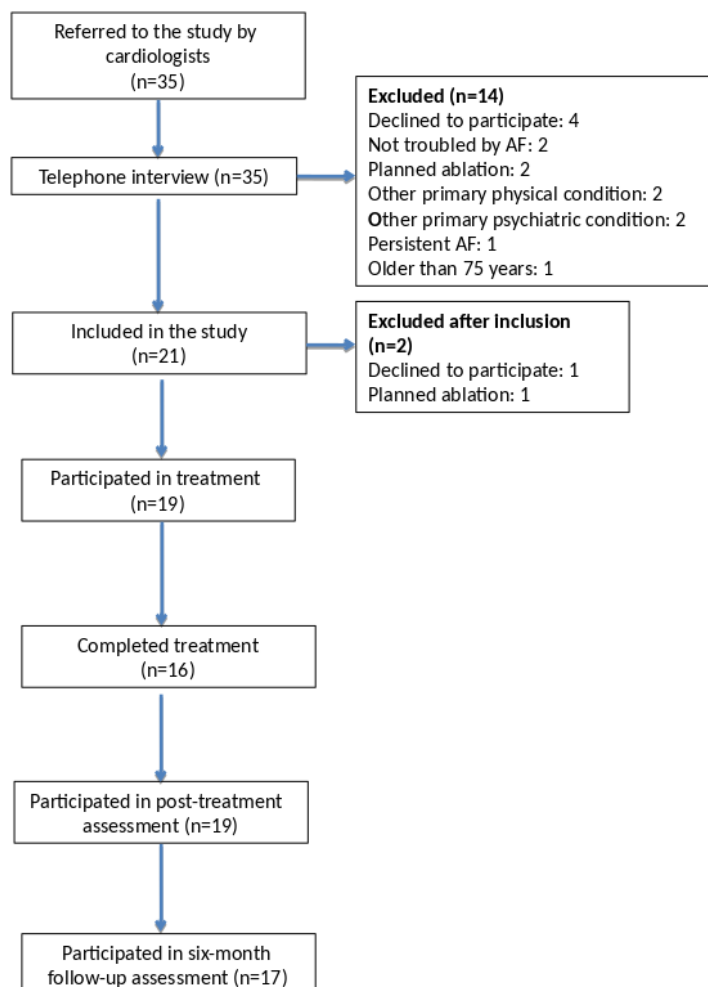 Referred to the study by
cardiologists
(n=35)
Telephone interview (n=35)
Excluded (n=14)
Declined to participate: 4
Not troubled by AF: 2
Planned ablation: 2
Other primary physical condition: 2
Other primary psychiatric condition: 2
Persistent AF: 1
Older than 75 years: 1
Included in the study
(n=21)
Excluded after inclusion
(n=2)
Declined to participate: 1
Planned ablation: 1
Participated in treatment
(n=19)
Completed treatment
(n=16)
Participated in post-treatment
assessment (n=19)
Participated in six-month
follow-up assessment (n=17)